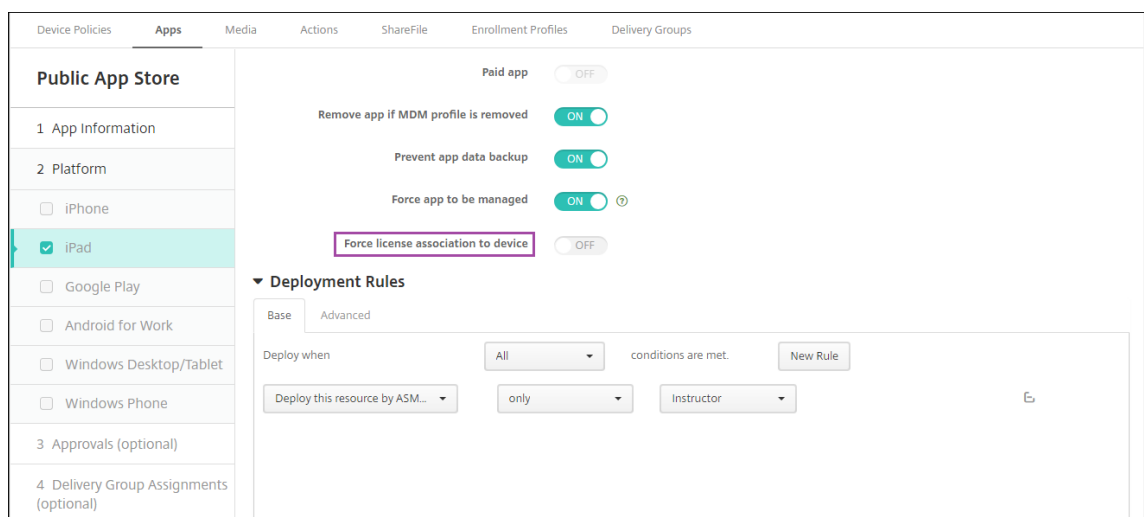 Device Policies Apps Media Actions ShareFile Enrollment Profiles Delivery Groups
Public App Store
1 App Information
2 Platform
iPhone
iPad
Google Play
Android for Work
Windows Desktop/Tablet
Windows Phone
3 Approvals (optional)
4 Delivery Group Assignments
(optional)
Paid app OFF
Remove app if MDM profile is removed ON
Prevent app data backup ON
Force app to be managed ON ?
Force license association to device OFF
Deployment Rules
Base Advanced
Deploy when All conditions are met. New Rule
Deploy this resource by ASM... only Instructor